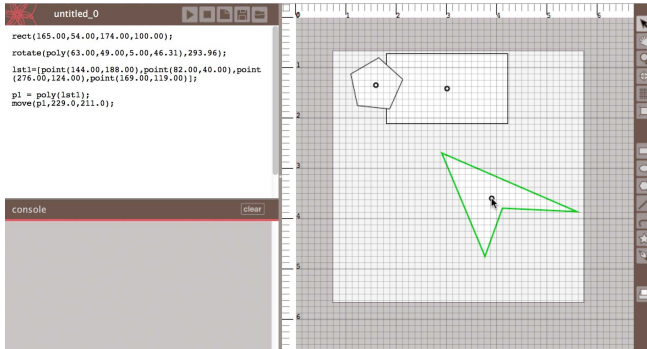 untitled_0
rect(165.00,54.00,174.00,100.00);
rotate(poly(63.00,49.00,5.00,46.31),293.96);
lst1=[point(144.00,188.00),point(82.00,40.00),point
(276.00,124.00),point(169.00,119.00)];
p1 = poly(lst1);
move(p1,229.0,211.0);
console
clear
0 1 2 3 4 5 6
0
1
2
3
4
5
6